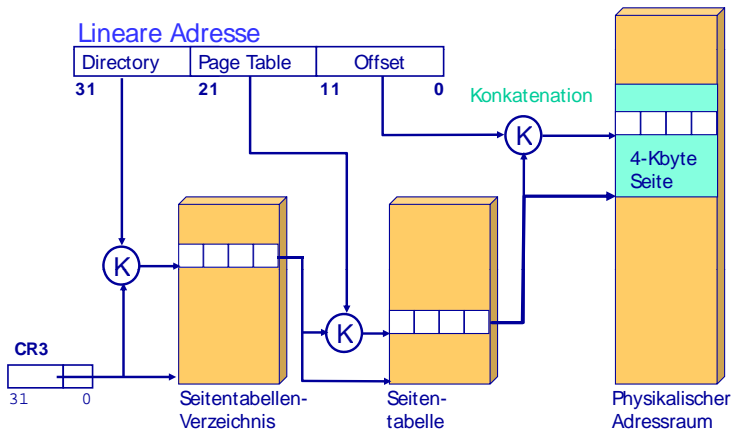 Lineare Adresse
Directory Page Table Offset
31 21 11 0
Konkatenation
K
4-Kbyte
Seite
K
K
CR3
31 0
Seitentabellen-
Verzeichnis
Seiten-
tabelle
Physikalischer
Adressraum